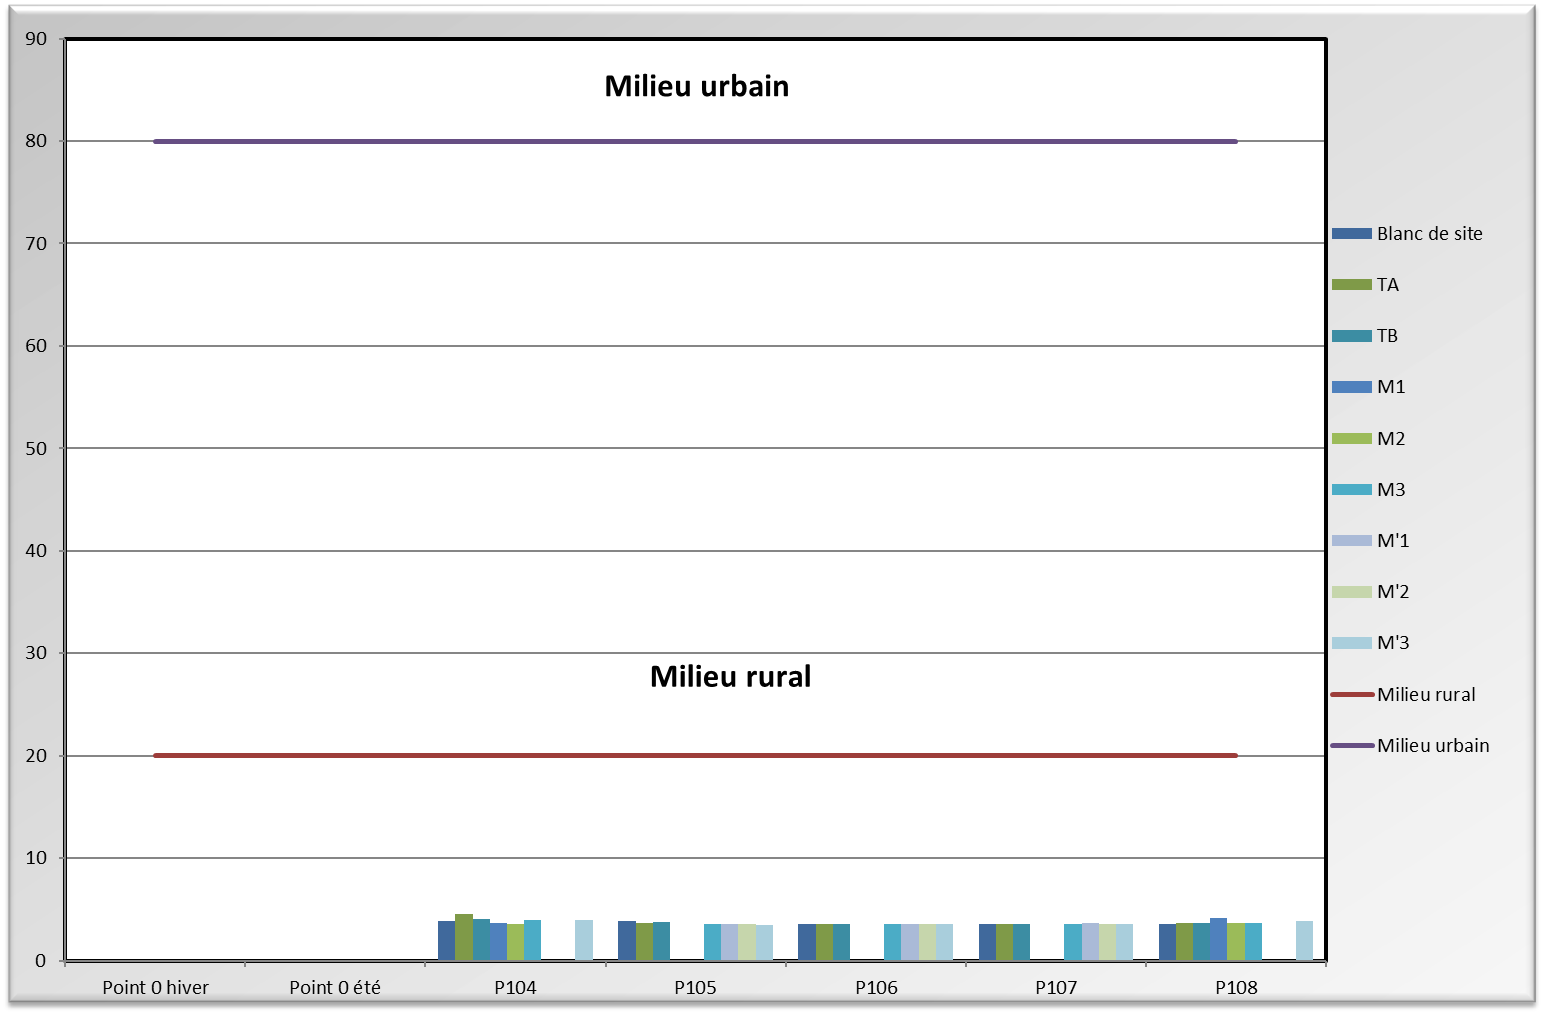 90
80
70
60
50
40
30
20
10
0
Milieu urbain
Milieu rural
Point 0 hiver
Point 0 été
P104
P105
P106
P107
P108
Blanc de site
TA
TB
M1
M2
M3
M'1
M'2
M'3
Milieu rural
Milieu urbain